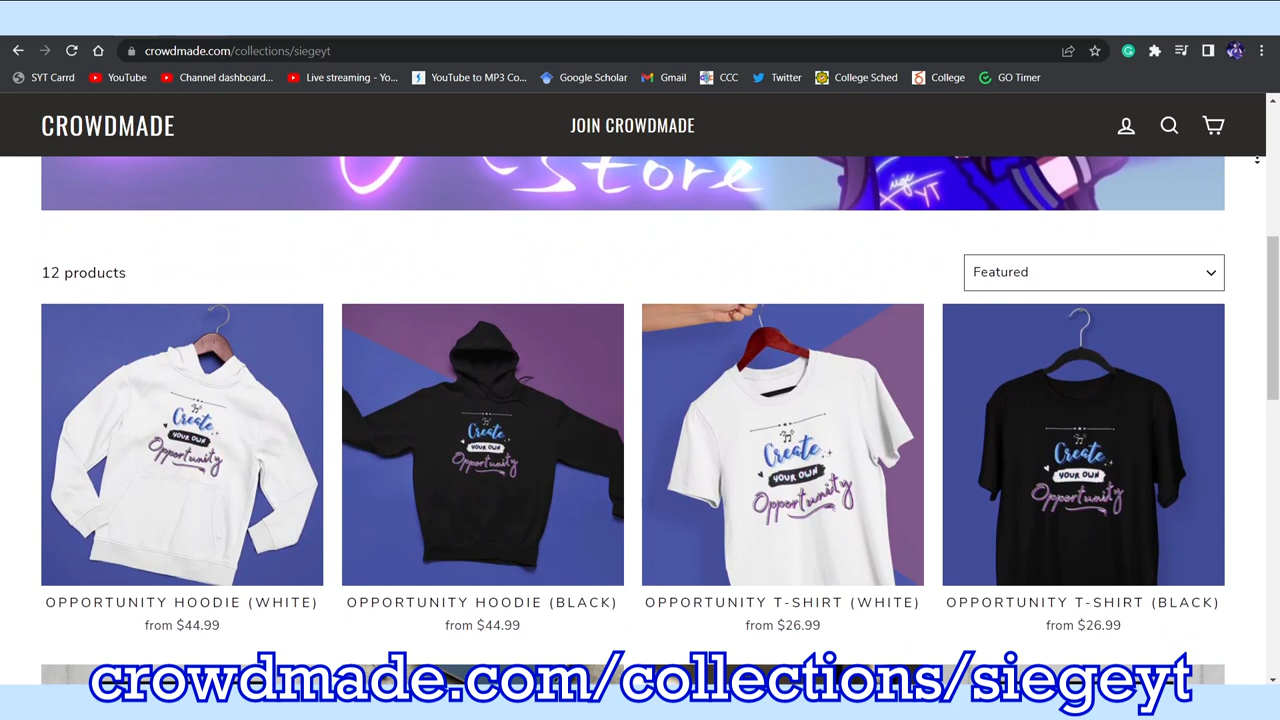 crowdmade.com/collections/siegeyt
SYT Carrd YouTube Channel dashboard... Live streaming - Yo... YouTube to MP3 Co... Google Scholar Gmail CCC Twitter College Sched College GO Timer
CROWDMADE JOIN CROWDMADE
-Store
YT
12 products Featured
Create
YOUR OWN
Opportunity
Create
YOUR OWN
Opportunity
Create
YOUR OWN
Opportunity
Create
YOUR OWN
Opportunity
OPPORTUNITY HOODIE (WHITE) OPPORTUNITY HOODIE (BLACK) OPPORTUNITY T-SHIRT (WHITE) OPPORTUNITY T-SHIRT (BLACK)
from $44.99 from $44.99 from $26.99 from $26.99
crowdmade.com/collections/siegeyt